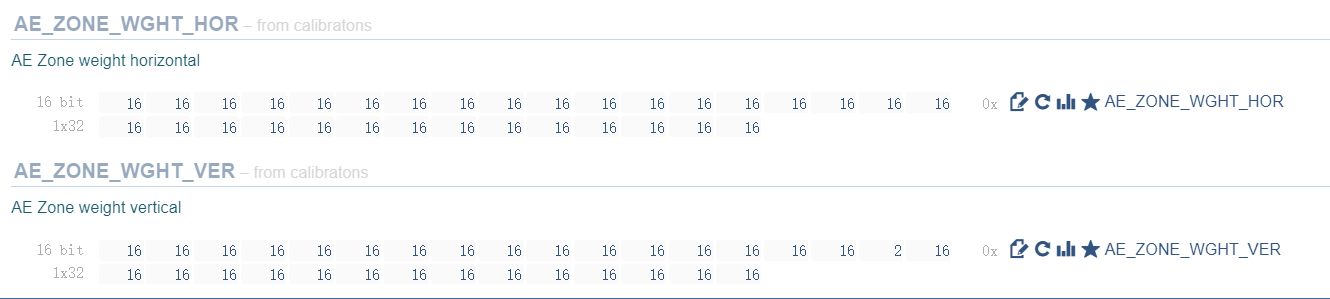 AE_ZONE_WGHT_HOR – from calibratons
AE Zone weight horizontal
16 bit 16 16 16 16 16 16 16 16 16 16 16 16 16 16 16 16 16 16 0x AE_ZONE_WGHT_HOR
1x32 16 16 16 16 16 16 16 16 16 16 16 16 16 16
AE_ZONE_WGHT_VER – from calibratons
AE Zone weight vertical
16 bit 16 16 16 16 16 16 16 16 16 16 16 16 16 16 16 16 2 16 0x AE_ZONE_WGHT_VER
1x32 16 16 16 16 16 16 16 16 16 16 16 16 16 16